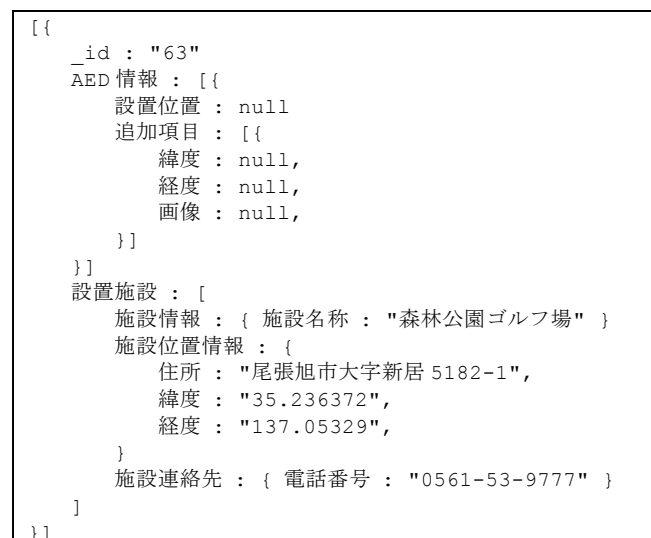 [{
    _id : "63"
    AED情報 : [{
        設置位置 : null
        追加項目 : [{
            緯度 : null,
            経度 : null,
            画像 : null,
        }]
    }]
    設置施設 : [
        施設情報 : { 施設名称 : "森林公園ゴルフ場" }
        施設位置情報 : {
            住所 : "尾張旭市大字新居 5182-1",
            緯度 : "35.236372",
            経度 : "137.05329",
        }
        施設連絡先 : { 電話番号 : "0561-53-9777" }
    ]
}]